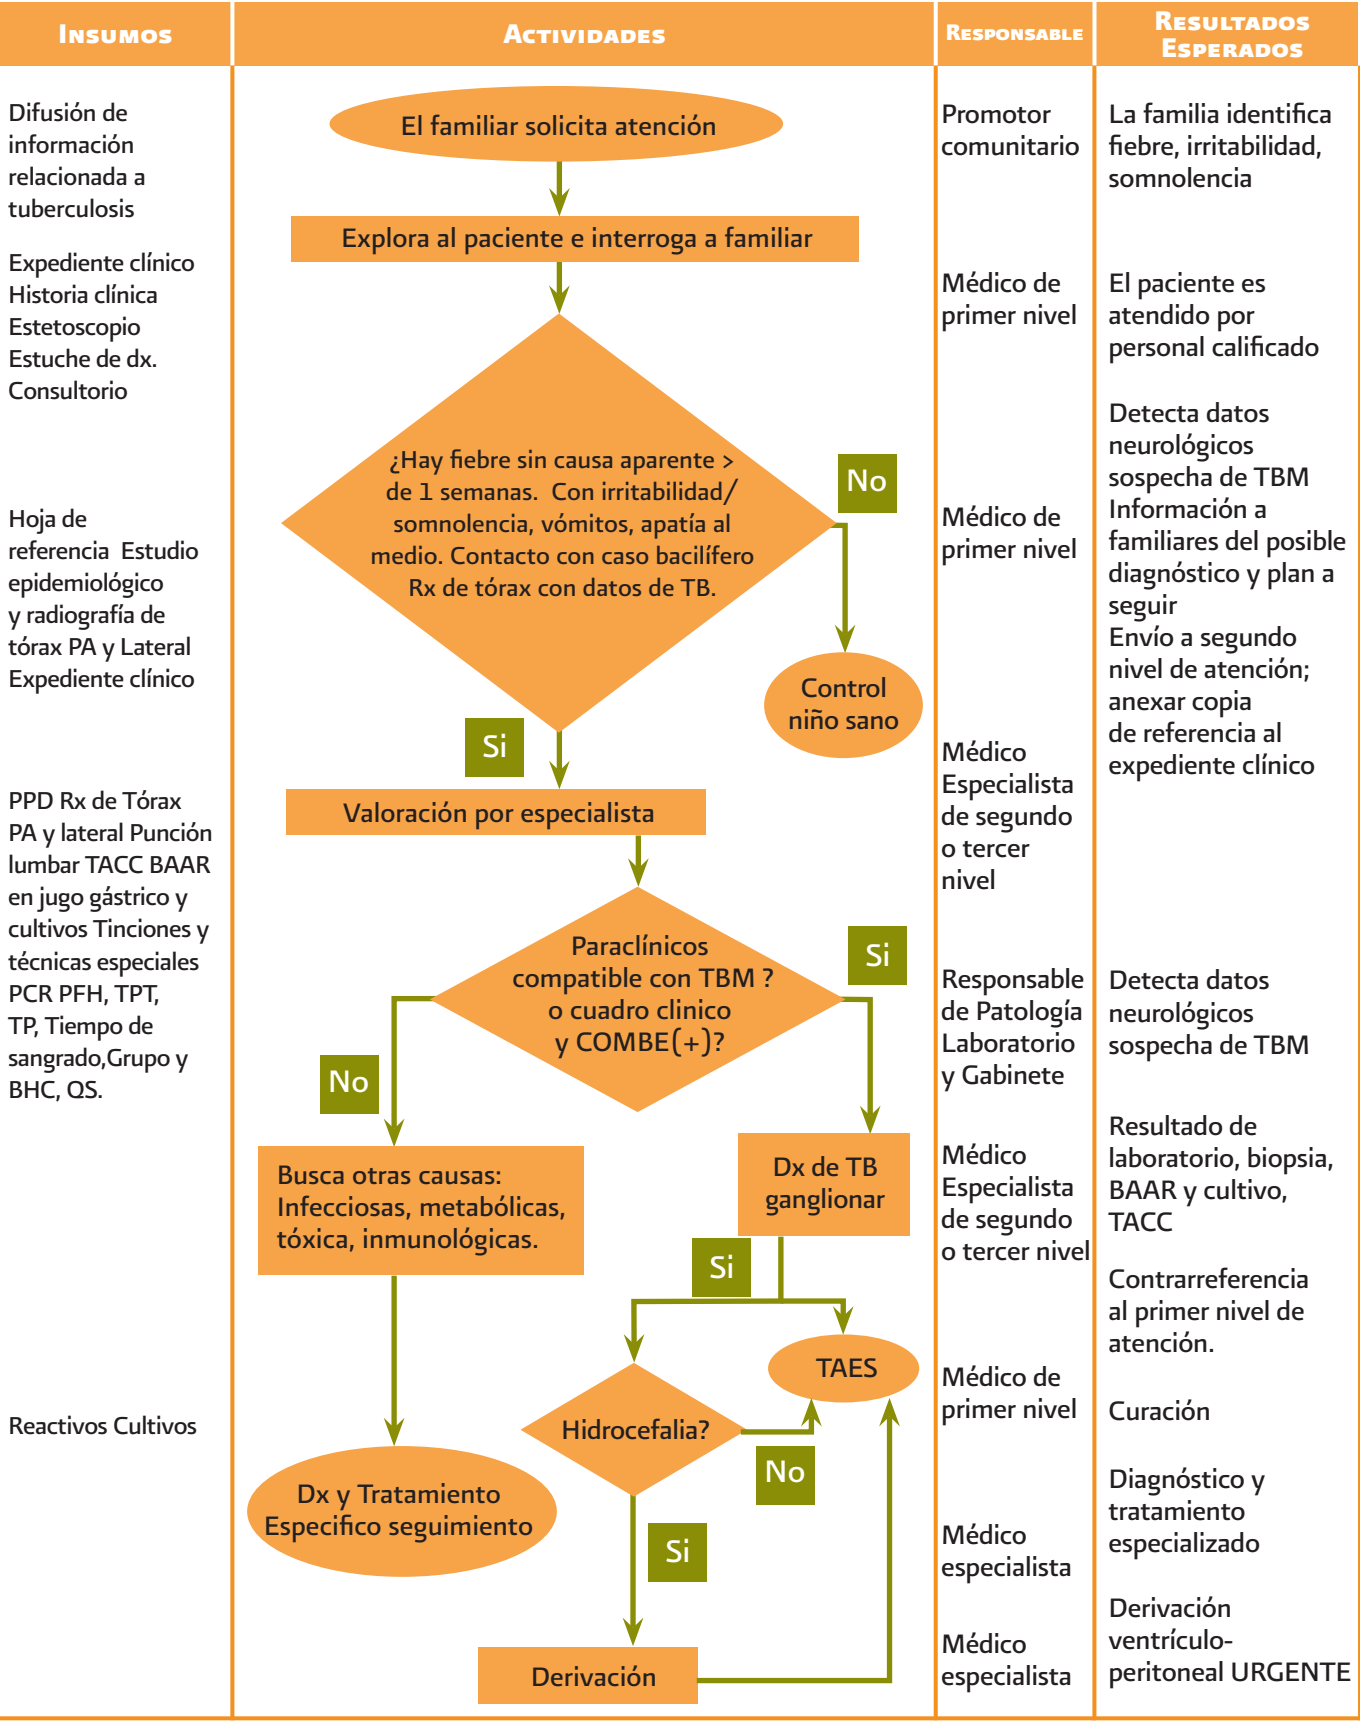 INSUMOS
ACTIVIDADES
RESPONSABLE
RESULTADOS
ESPERADOS
Difusión de
información
relacionada a
tuberculosis
Expediente clínico
Historia clínica
Estetoscopio
Estuche de dx.
Consultorio
Hoja de
referencia Estudio
epidemiológico
y radiografía de
tórax PA y Lateral
Expediente clínico
PPD Rx de Tórax
PA y lateral Punción
lumbar TACC BAAR
en jugo gástrico y
cultivos Tinciones y
técnicas especiales
PCR PFH, TPT,
TP, Tiempo de
sangrado,Grupo y
BHC, QS.
Reactivos Cultivos
El familiar solicita atención
Explora al paciente e interroga a familiar
¿Hay fiebre sin causa aparente >
de 1 semanas. Con irritabilidad/
somnolencia, vómitos, apatía al
medio. Contacto con caso bacilífero
Rx de tórax con datos de TB.
No
Control
niño sano
Si
Valoración por especialista
Paraclínicos
compatible con TBM ?
o cuadro clinico
y COMBE(+)?
Si
No
Busca otras causas:
Infecciosas, metabólicas,
tóxica, inmunológicas.
Dx de TB
ganglionar
Si
TAES
Hidrocefalia?
No
Dx y Tratamiento
Especifico seguimiento
Si
Derivación
Promotor
comunitario
Médico de
primer nivel
Médico de
primer nivel
Médico
Especialista
de segundo
o tercer
nivel
Responsable
de Patología
Laboratorio
y Gabinete
Médico
Especialista
de segundo
o tercer nivel
Médico de
primer nivel
Médico
especialista
Médico
especialista
La familia identifica
fiebre, irritabilidad,
somnolencia
El paciente es
atendido por
personal calificado
Detecta datos
neurológicos
sospecha de TBM
Información a
familiares del posible
diagnóstico y plan a
seguir
Envío a segundo
nivel de atención;
anexar copia
de referencia al
expediente clínico
Detecta datos
neurológicos
sospecha de TBM
Resultado de
laboratorio, biopsia,
BAAR y cultivo,
TACC
Contrarreferencia
al primer nivel de
atención.
Curación
Diagnóstico y
tratamiento
especializado
Derivación
ventrículo-
peritoneal URGENTE